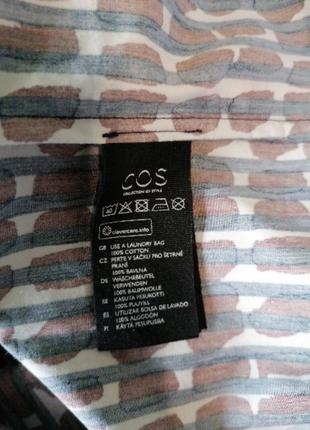 COS
COLLECTION OF STYLE
40
clevercare.info
GB USE A LAUNDRY BAG
100% COTTON
CZ PERTE V SÁČKU PRO ŠETRNÉ
PRANÍ
100% BAVLNA
DE WÄSCHEBEUTEL
VERWENDEN
100% BAUMWOLLE
EE KASUTA PESUKOTTI
100% PUUVILL
ES UTILIZAR BOLSA DE LAVADO
100% ALGODÓN
FI KÄYTÄ PESUPUSSIA